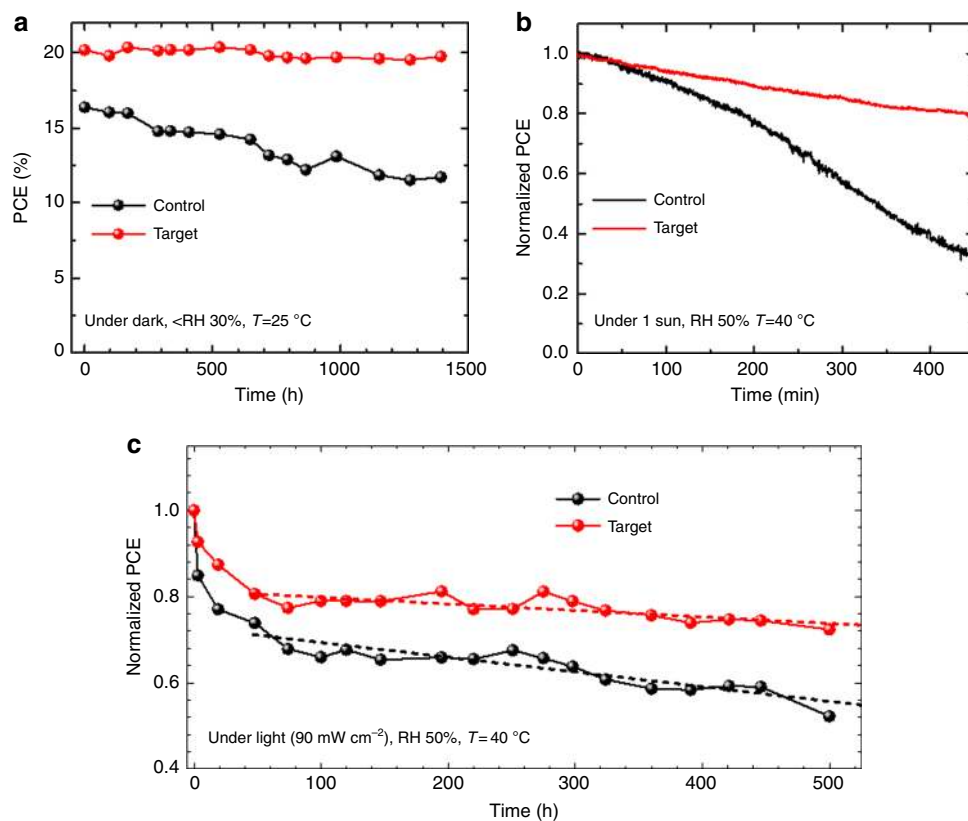 a
20
15
10
5
0
PCE (%)
Control
Target
Under dark, <RH 30%, T=25 °C
0
500
1000
1500
Time (h)
b
1.0
0.8
0.6
0.4
0.2
0.0
Normalized PCE
Control
Target
Under 1 sun, RH 50% T=40 °C
0
100
200
300
400
Time (min)
c
1.0
0.8
0.6
0.4
Normalized PCE
Control
Target
Under light (90 mW cm⁻²), RH 50%, T=40 °C
0
100
200
300
400
500
Time (h)